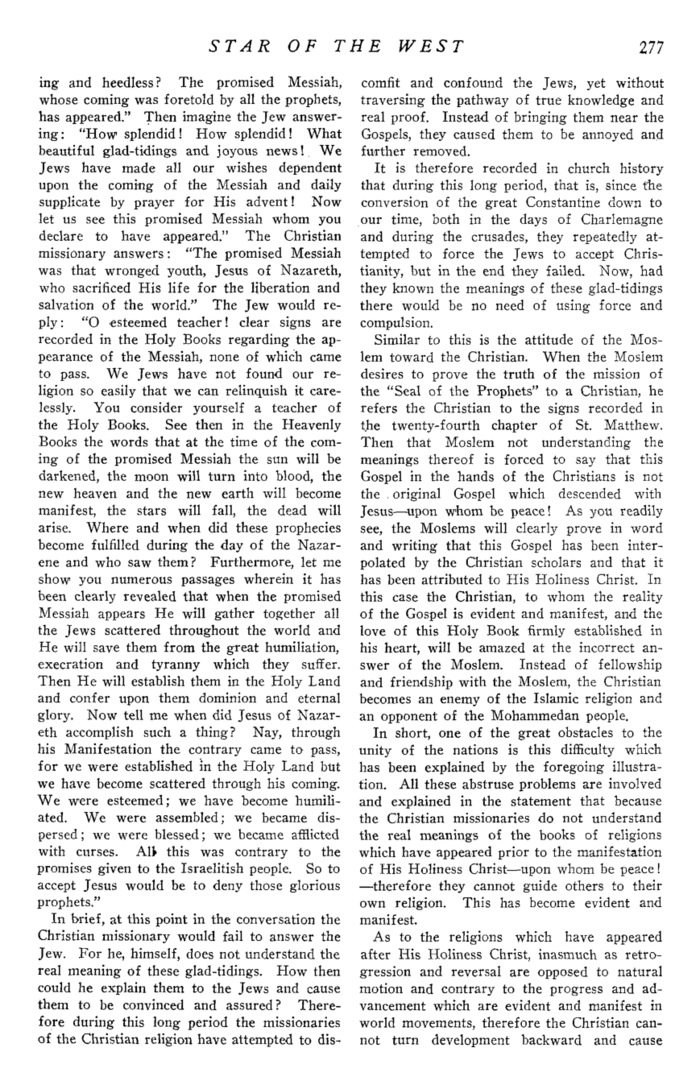 STAR OF THE WEST 277
ing and heedless? The promised Messiah,
whose coming was foretold by all the prophets,
has appeared." Then imagine the Jew answer-
ing: "How splendid! How splendid! What
beautiful glad-tidings and joyous news! We
Jews have made all our wishes dependent
upon the coming of the Messiah and daily
supplicate by prayer for His advent! Now
let us see this promised Messiah whom you
declare to have appeared." The Christian
missionary answers: "The promised Messiah
was that wronged youth, Jesus of Nazareth,
who sacrificed His life for the liberation and
salvation of the world." The Jew would re-
ply: "O esteemed teacher! clear signs are
recorded in the Holy Books regarding the ap-
pearance of the Messiah, none of which came
to pass. We Jews have not found our re-
ligion so easily that we can relinquish it care-
lessly. You consider yourself a teacher of
the Holy Books. See then in the Heavenly
Books the words that at the time of the com-
ing of the promised Messiah the sun will be
darkened, the moon will turn into blood, the
new heaven and the new earth will become
manifest, the stars will fall, the dead will
arise. Where and when did these prophecies
become fulfilled during the day of the Nazar-
ene and who saw them? Furthermore, let me
show you numerous passages wherein it has
been clearly revealed that when the promised
Messiah appears He will gather together all
the Jews scattered throughout the world and
He will save them from the great humiliation,
execration and tyranny which they suffer.
Then He will establish them in the Holy Land
and confer upon them dominion and eternal
glory. Now tell me when did Jesus of Nazar-
eth accomplish such a thing? Nay, through
his Manifestation the contrary came to pass,
for we were established in the Holy Land but
we have become scattered through his coming.
We were esteemed; we have become humili-
ated. We were assembled; we became dis-
persed; we were blessed; we became afflicted
with curses. All this was contrary to the
promises given to the Israelitish people. So to
accept Jesus would be to deny those glorious
prophets."
In brief, at this point in the conversation the
Christian missionary would fail to answer the
Jew. For he, himself, does not understand the
real meaning of these glad-tidings. How then
could he explain them to the Jews and cause
them to be convinced and assured? There-
fore during this long period the missionaries
of the Christian religion have attempted to dis-
comfit and confound the Jews, yet without
traversing the pathway of true knowledge and
real proof. Instead of bringing them near the
Gospels, they caused them to be annoyed and
further removed.
It is therefore recorded in church history
that during this long period, that is, since the
conversion of the great Constantine down to
our time, both in the days of Charlemagne
and during the crusades, they repeatedly at-
tempted to force the Jews to accept Chris-
tianity, but in the end they failed. Now, had
they known the meanings of these glad-tidings
there would be no need of using force and
compulsion.
Similar to this is the attitude of the Mos-
lem toward the Christian. When the Moslem
desires to prove the truth of the mission of
the "Seal of the Prophets" to a Christian, he
refers the Christian to the signs recorded in
the twenty-fourth chapter of St. Matthew.
Then that Moslem not understanding the
meanings thereof is forced to say that this
Gospel in the hands of the Christians is not
the original Gospel which descended with
Jesus—upon whom be peace! As you readily
see, the Moslems will clearly prove in word
and writing that this Gospel has been inter-
polated by the Christian scholars and that it
has been attributed to His Holiness Christ. In
this case the Christian, to whom the reality
of the Gospel is evident and manifest, and the
love of this Holy Book firmly established in
his heart, will be amazed at the incorrect an-
swer of the Moslem. Instead of fellowship
and friendship with the Moslem, the Christian
becomes an enemy of the Islamic religion and
an opponent of the Mohammedan people.
In short, one of the great obstacles to the
unity of the nations is this difficulty which
has been explained by the foregoing illustra-
tion. All these abstruse problems are involved
and explained in the statement that because
the Christian missionaries do not understand
the real meanings of the books of religions
which have appeared prior to the manifestation
of His Holiness Christ—upon whom be peace!
—therefore they cannot guide others to their
own religion. This has become evident and
manifest.
As to the religions which have appeared
after His Holiness Christ, inasmuch as retro-
gression and reversal are opposed to natural
motion and contrary to the progress and ad-
vancement which are evident and manifest in
world movements, therefore the Christian can-
not turn development backward and cause